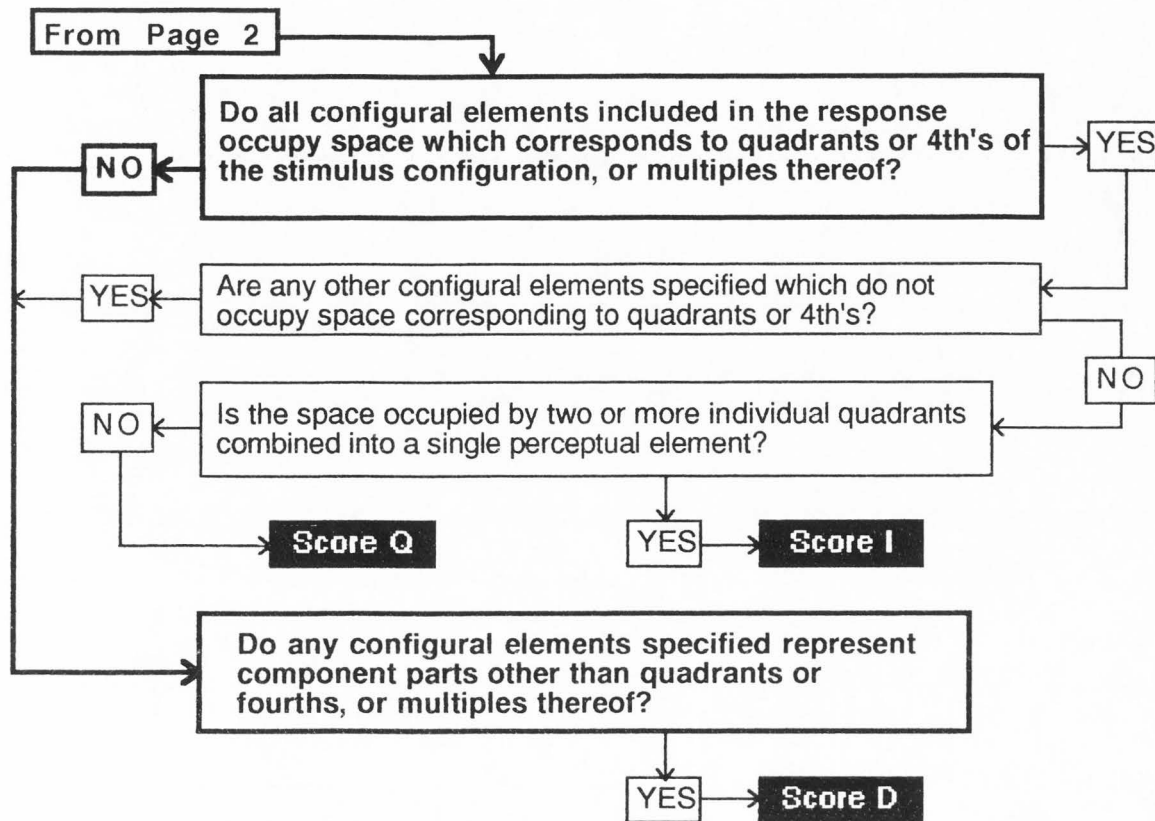 From Page 2
Do all configural elements included in the response
occupy space which corresponds to quadrants or 4th's of
the stimulus configuration, or multiples thereof?
YES
NO
Are any other configural elements specified which do not
occupy space corresponding to quadrants or 4th's?
YES
NO
Is the space occupied by two or more individual quadrants
combined into a single perceptual element?
NO
Score Q
YES
Score I
Do any configural elements specified represent
component parts other than quadrants or
fourths, or multiples thereof?
YES
Score D